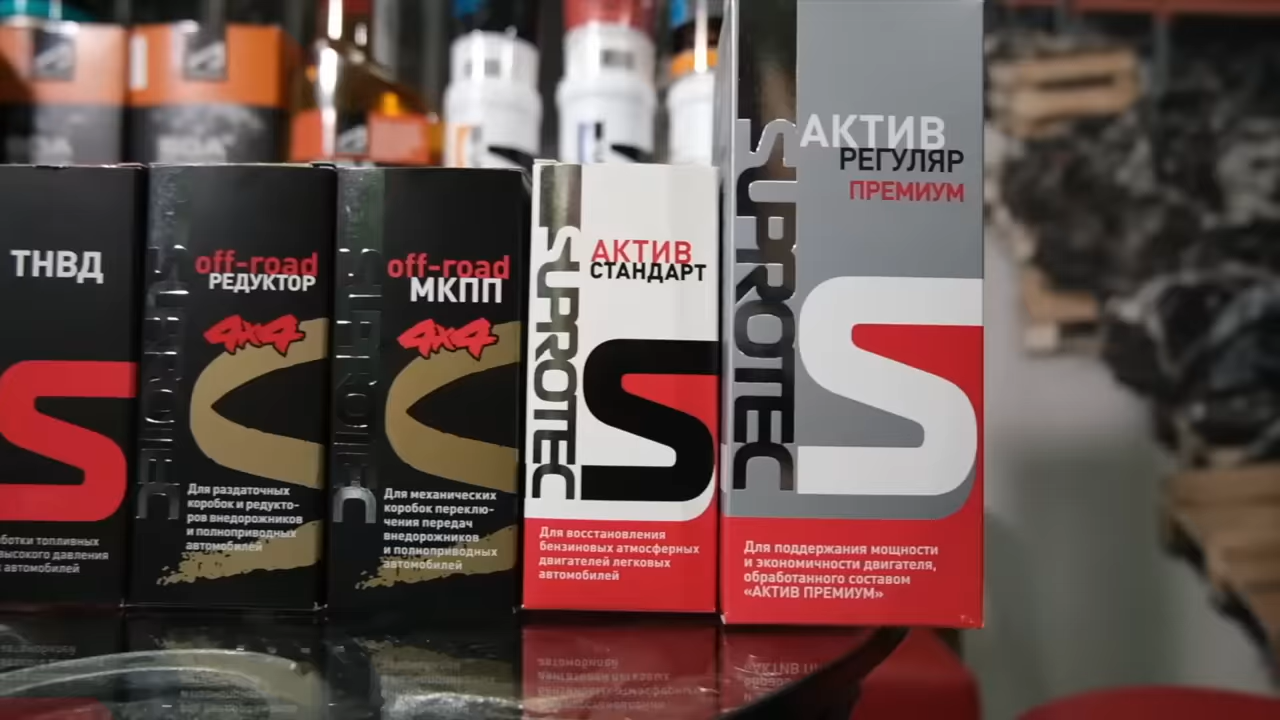 ТНВД
ботки топливных
высокого давления
автомобилей
SUPROTEC
off-road
РЕДУКТОР
4x4
Для раздаточных
коробок и редукто-
ров внедорожников
и полноприводных
автомобилей
SUPROTEC
off-road
МКПП
4x4
Для механических
коробок переклю-
чения передач
внедорожников
и полноприводных
автомобилей
SUPROTEC
АКТИВ
СТАНДАРТ
Для восстановления
бензиновых атмосферных
двигателей легковых
автомобилей
SUPROTEC
АКТИВ
РЕГУЛЯР
ПРЕМИУМ
Для поддержания мощности
и экономичности двигателя,
обработанного составом
«АКТИВ ПРЕМИУМ»